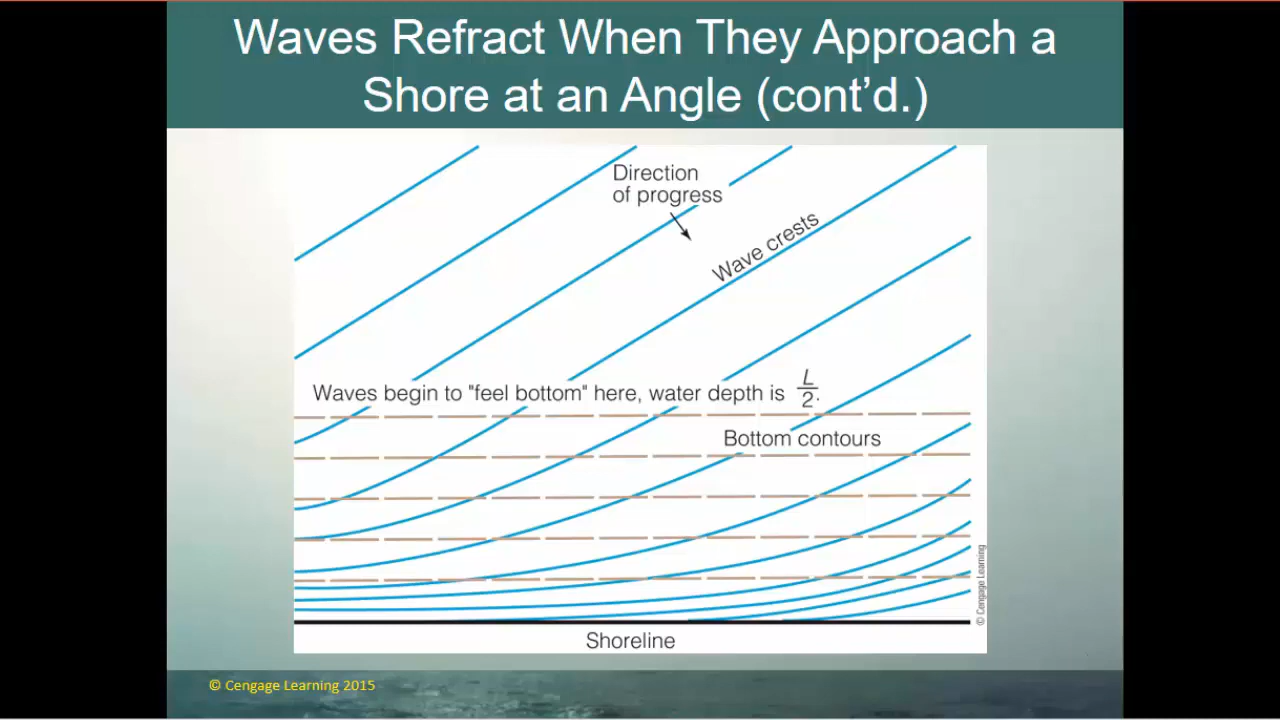 Waves Refract When They Approach a
Shore at an Angle (cont’d.)
Direction
of progress
Wave crests
Waves begin to "feel bottom" here, water depth is L/2.
Bottom contours
© Cengage Learning
Shoreline
© Cengage Learning 2015